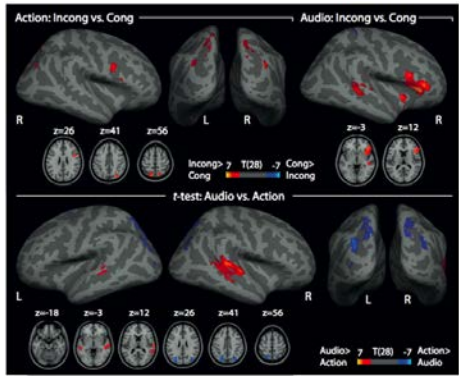 Action: Incong vs. Cong
Audio: Incong vs. Cong
R
L R
R
z=26 z=41 z=56
z=-3 z=12
Incong> 7 T(28) -7 Cong>
Cong Incong
t-test: Audio vs. Action
L
R
L R
z=-18 z=-3 z=12 z=26 z=41 z=56
Audio> 7 T(28) -7 Action>
Action Audio